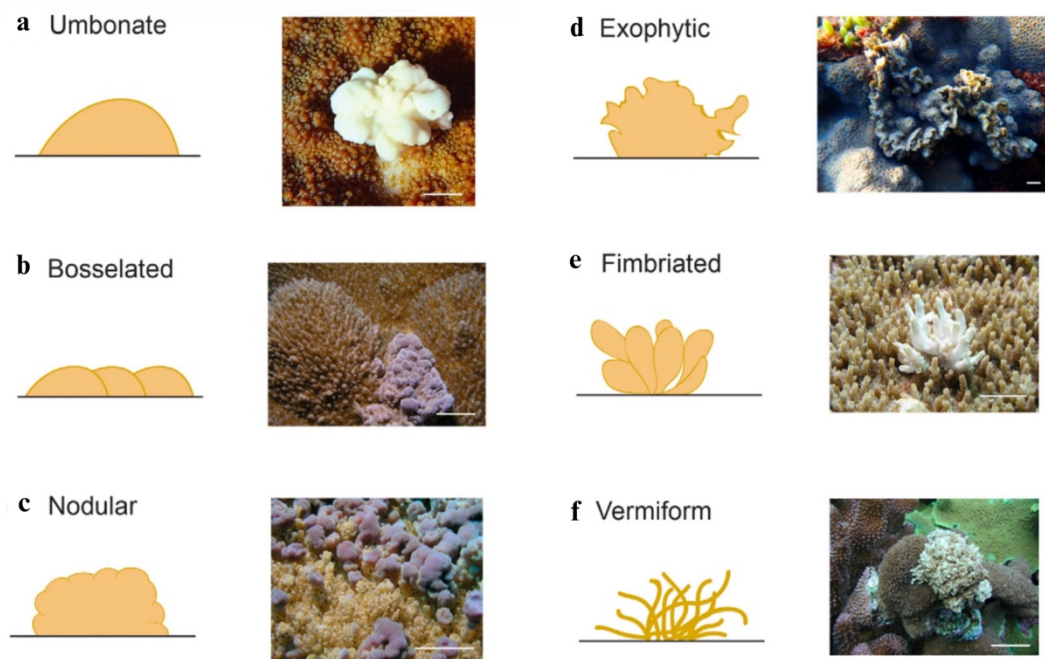 a Umbonate
b Bosselated
c Nodular
d Exophytic
e Fimbriated
f Vermiform